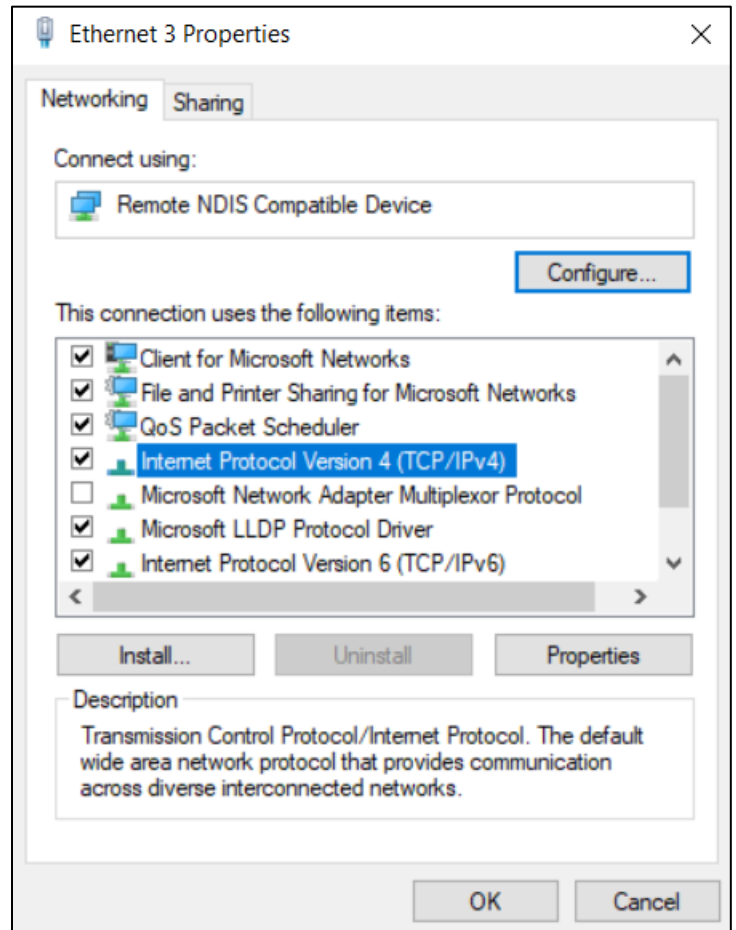 Ethernet 3 Properties
Networking
Sharing
Connect using:
Remote NDIS Compatible Device
Configure...
This connection uses the following items:
Client for Microsoft Networks
File and Printer Sharing for Microsoft Networks
QoS Packet Scheduler
Internet Protocol Version 4 (TCP/IPv4)
Microsoft Network Adapter Multiplexor Protocol
Microsoft LLDP Protocol Driver
Internet Protocol Version 6 (TCP/IPv6)
Install...
Uninstall
Properties
Description
Transmission Control Protocol/Internet Protocol. The default
wide area network protocol that provides communication
across diverse interconnected networks.
OK
Cancel